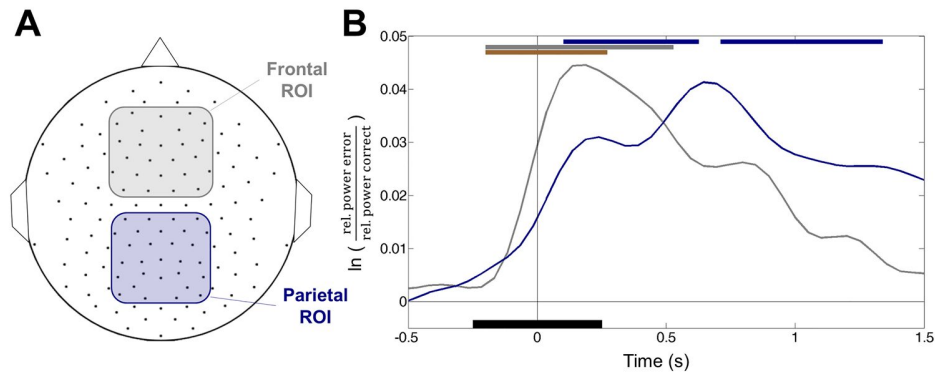 A
Frontal
ROI
Parietal
ROI
B
0.05
0.04
0.03
0.02
0.01
0
ln ( rel. power error / rel. power correct )
-0.5 0 0.5 1 1.5
Time (s)